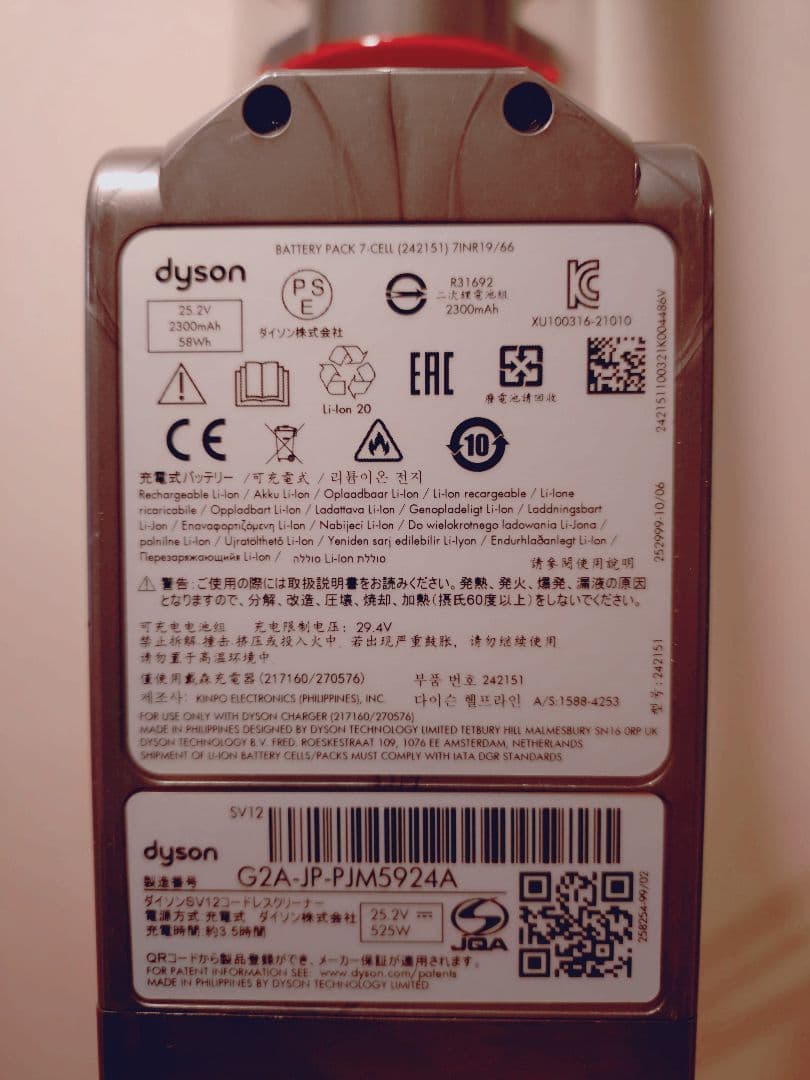 BATTERY PACK 7-CELL (242151) 7INR19/66
dyson
25.2V
2300mAh
58Wh
PS
E
ダイソン株式会社
R31692
二次鋰電池組
2300mAh
XU100316-21010
Li-Ion 20
EAC
廢電池請回收
242151100321K004486V
CE
10
充電式バッテリー /可充電式 / 리튬이온 전지
Rechargeable Li-Ion / Akku Li-Ion / Oplaadbaar Li-Ion / Li-Ion recargeable / Li-Ione
ricaricabile / Oppladbart Li-Ion / Ladattava Li-Ion / Genopladeligt Li-Ion / Laddningsbart
Li-Jon / Επαναφορτιζόμενη Li-Ion / Nabíjecí Li-Ion / Do wielokrotnego ładowania Li-Jona /
polnilne Li-Ion / Újratölthető Li-Ion / Yeniden şarj edilebilir Li-Iyon / Endurhlaðanlegt Li-Ion /
Перезаряжающийся Li-Ion / סוללה Li-Ion סוללת
請參閱使用說明
252999-10/06
警告:ご使用の際には取扱説明書をお読みください。発熱、発火、爆発、漏液の原因
となりますので、分解、改造、圧壊、焼却、加熱(摂氏60度以上)をしないでください。
可充电电池组 充电限制电压: 29.4V
禁止拆解,撞击,挤压或投入火中. 若出现严重鼓胀, 请勿继续使用
请勿置于高温环境中.
僅使用戴森充電器(217160/270576) 부품 번호 242151
제조사: KINPO ELECTRONICS (PHILIPPINES), INC. 다이슨 헬프라인 A/S:1588-4253
型号: 242151
FOR USE ONLY WITH DYSON CHARGER (217160/270576)
MADE IN PHILIPPINES DESIGNED BY DYSON TECHNOLOGY LIMITED TETBURY HILL MALMESBURY SN16 0RP UK
DYSON TECHNOLOGY B.V. FRED. ROESKESTRAAT 109, 1076 EE AMSTERDAM, NETHERLANDS
SHIPMENT OF LI-ION BATTERY CELLS/PACKS MUST COMPLY WITH IATA DGR STANDARDS
SV12
dyson
製造番号 G2A-JP-PJM5924A
ダイソンSV12コードレスクリーナー
電源方式 充電式 ダイソン株式会社
充電時間 約3.5時間
25.2V
525W
JQA
258254-99/02
QRコードから製品登録ができ、メーカー保証が適用されます。
FOR PATENT INFORMATION SEE: www.dyson.com/patents
MADE IN PHILIPPINES BY DYSON TECHNOLOGY LIMITED